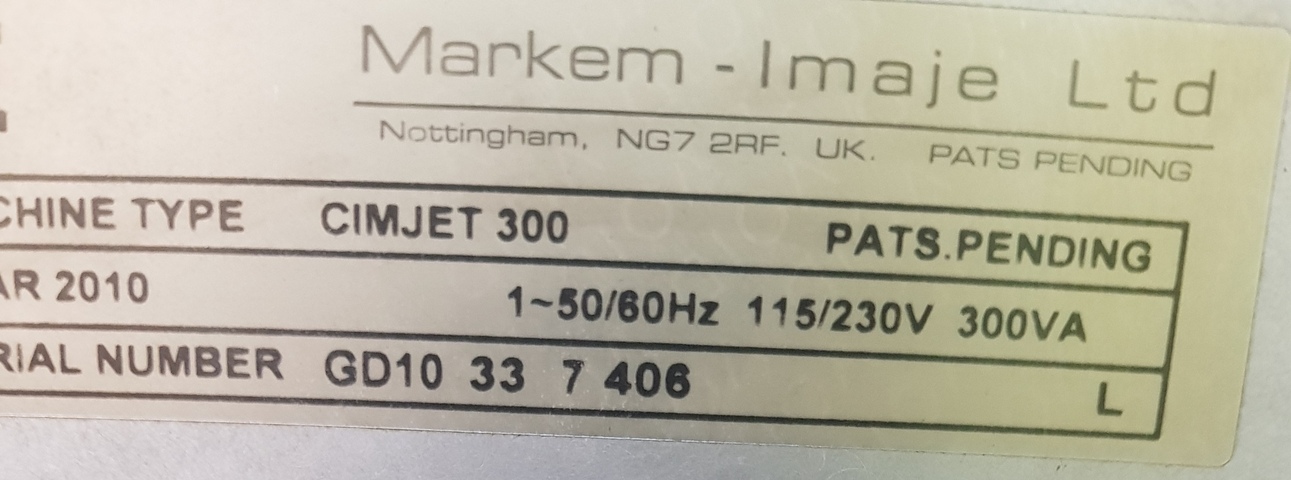 Markem - Imaje Ltd
Nottingham, NG7 2RF. UK. PATS PENDING
CHINE TYPE CIMJET 300 PATS.PENDING
AR 2010 1~50/60Hz 115/230V 300VA
RIAL NUMBER GD10 33 7 406 L